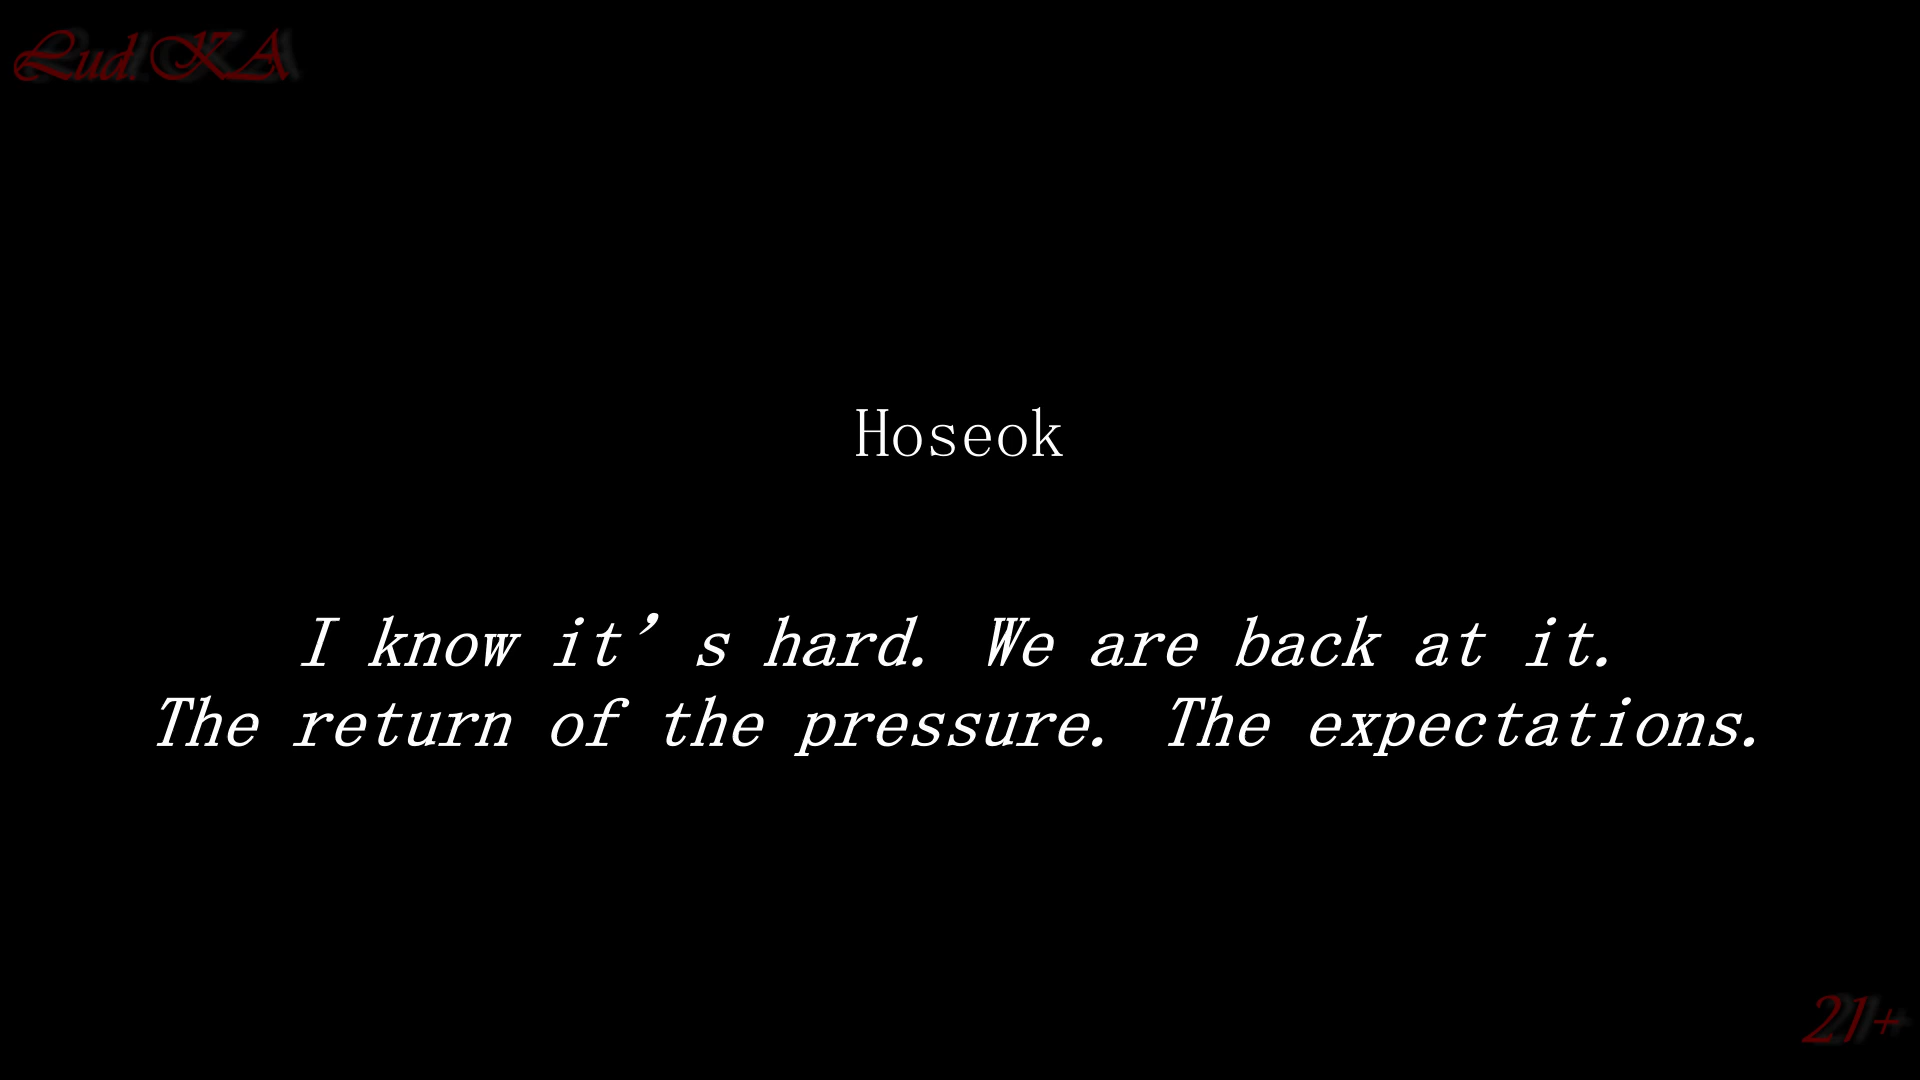 Lud.KA
Hoseok
I know it’s hard. We are back at it.
The return of the pressure. The expectations.
21+